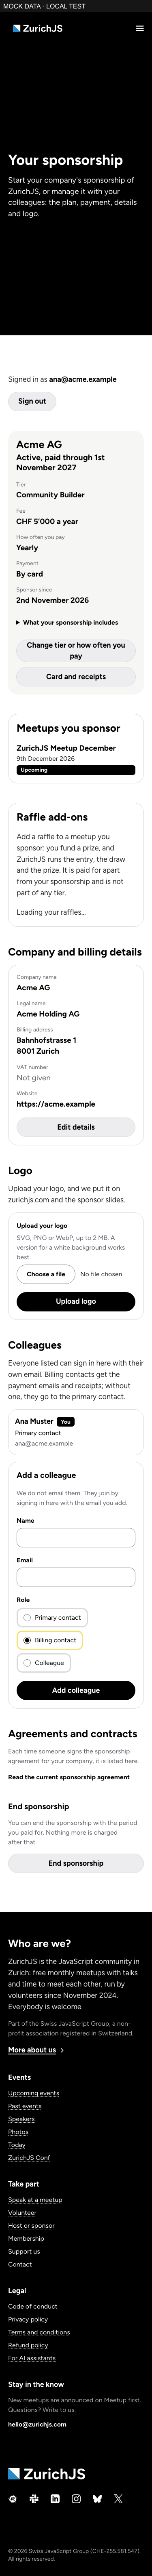 MOCK DATA · LOCAL TEST
ZurichJS
Your sponsorship
Start your company's sponsorship of
ZurichJS, or manage it with your
colleagues: the plan, payment, details
and logo.
Signed in as ana@acme.example
Sign out
Acme AG
Active, paid through 1st
November 2027
Tier
Community Builder
Fee
CHF 5'000 a year
How often you pay
Yearly
Payment
By card
Sponsor since
2nd November 2026
What your sponsorship includes
Change tier or how often you
pay
Card and receipts
Meetups you sponsor
ZurichJS Meetup December
9th December 2026
Upcoming
Raffle add-ons
Add a raffle to a meetup you
sponsor: you fund a prize, and
ZurichJS runs the entry, the draw
and the winner. It is paid for apart
from your sponsorship and is not
part of any tier.
Loading your raffles...
Company and billing details
Company name
Acme AG
Legal name
Acme Holding AG
Billing address
Bahnhofstrasse 1
8001 Zurich
VAT number
Not given
Website
https://acme.example
Edit details
Logo
Upload your logo, and we put it on
zurichjs.com and the sponsor slides.
Upload your logo
SVG, PNG or WebP, up to 2 MB. A
version for a white background works
best.
Choose a file No file chosen
Upload logo
Colleagues
Everyone listed can sign in here with their
own email. Billing contacts get the
payment emails and receipts; without
one, they go to the primary contact.
Ana Muster You
Primary contact
ana@acme.example
Add a colleague
We do not email them. They join by
signing in here with the email you add.
Name
Email
Role
Primary contact
Billing contact
Colleague
Add colleague
Agreements and contracts
Each time someone signs the sponsorship
agreement for your company, it is listed here.
Read the current sponsorship agreement
End sponsorship
You can end the sponsorship with the period
you paid for. Nothing more is charged
after that.
End sponsorship
Who are we?
ZurichJS is the JavaScript community in
Zurich: free monthly meetups with talks
and time to meet each other, run by
volunteers since November 2024.
Everybody is welcome.
Part of the Swiss JavaScript Group, a non-
profit association registered in Switzerland.
More about us
Events
Upcoming events
Past events
Speakers
Photos
Today
ZurichJS Conf
Take part
Speak at a meetup
Volunteer
Host or sponsor
Membership
Support us
Contact
Legal
Code of conduct
Privacy policy
Terms and conditions
Refund policy
For AI assistants
Stay in the know
New meetups are announced on Meetup first.
Questions? Write to us.
hello@zurichjs.com
ZurichJS
© 2026 Swiss JavaScript Group (CHE-255.581.547).
All rights reserved.